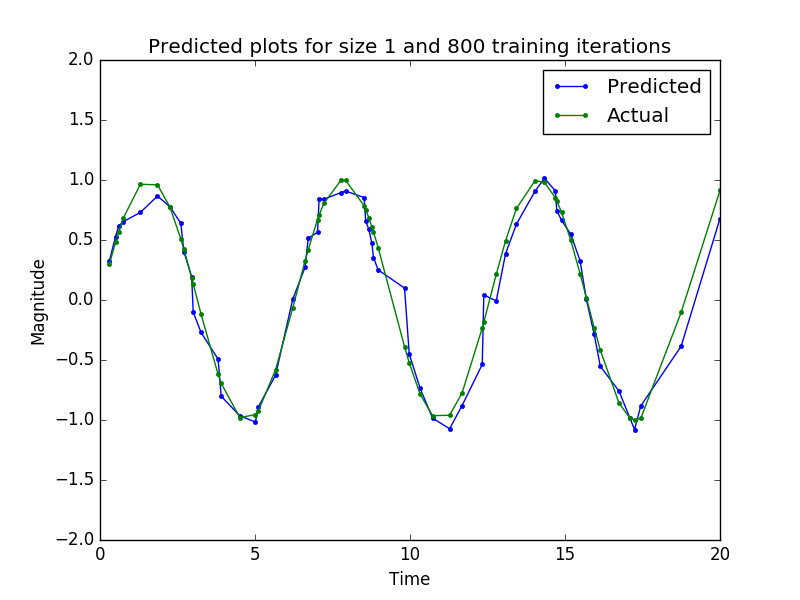 Predicted plots for size 1 and 800 training iterations
2.0
1.5
1.0
0.5
0.0
−0.5
−1.0
−1.5
−2.0
Magnitude
0
5
10
15
20
Time
Predicted
Actual